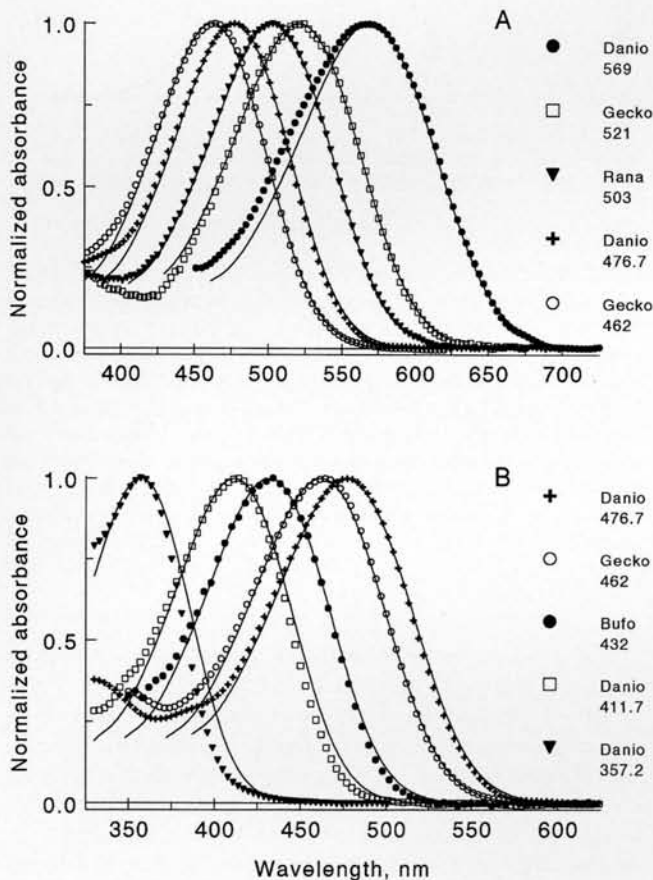 A
1.0
0.5
0.0
Normalized absorbance
400 450 500 550 600 650 700
Danio
569
Gecko
521
Rana
503
Danio
476.7
Gecko
462
B
1.0
0.5
0.0
Normalized absorbance
350 400 450 500 550 600
Wavelength, nm
Danio
476.7
Gecko
462
Bufo
432
Danio
411.7
Danio
357.2